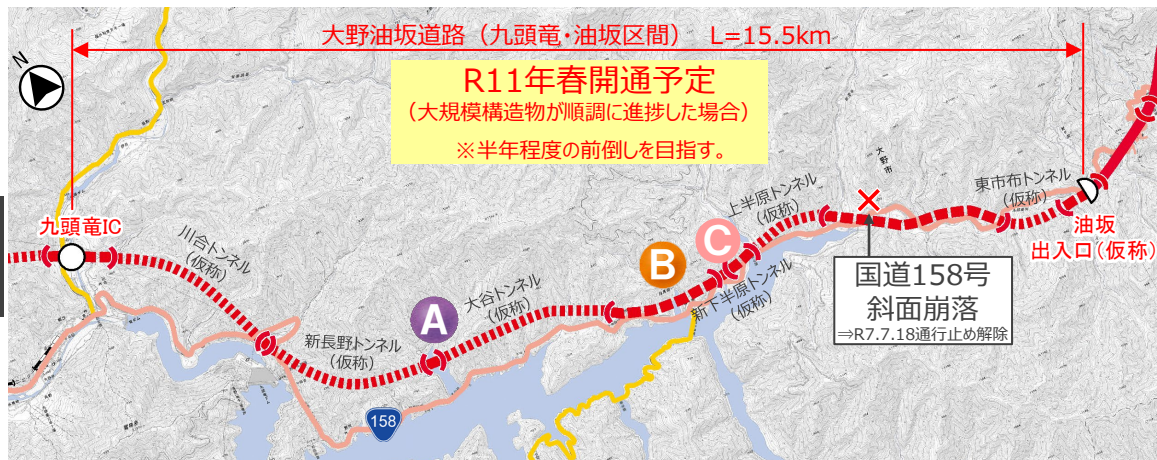 大野油坂道路（九頭竜・油坂区間） L=15.5km
R11年春開通予定
（大規模構造物が順調に進捗した場合）
※半年程度の前倒しを目指す。
N
九頭竜IC
川合トンネル
（仮称）
新長野トンネル
（仮称）
A
大谷トンネル
（仮称）
158
B
C
新下半原トンネル
（仮称）
上半原トンネル
（仮称）
大野市
国道158号
斜面崩落
⇒R7.7.18通行止め解除
東市布トンネル
（仮称）
油坂
出入口（仮称）